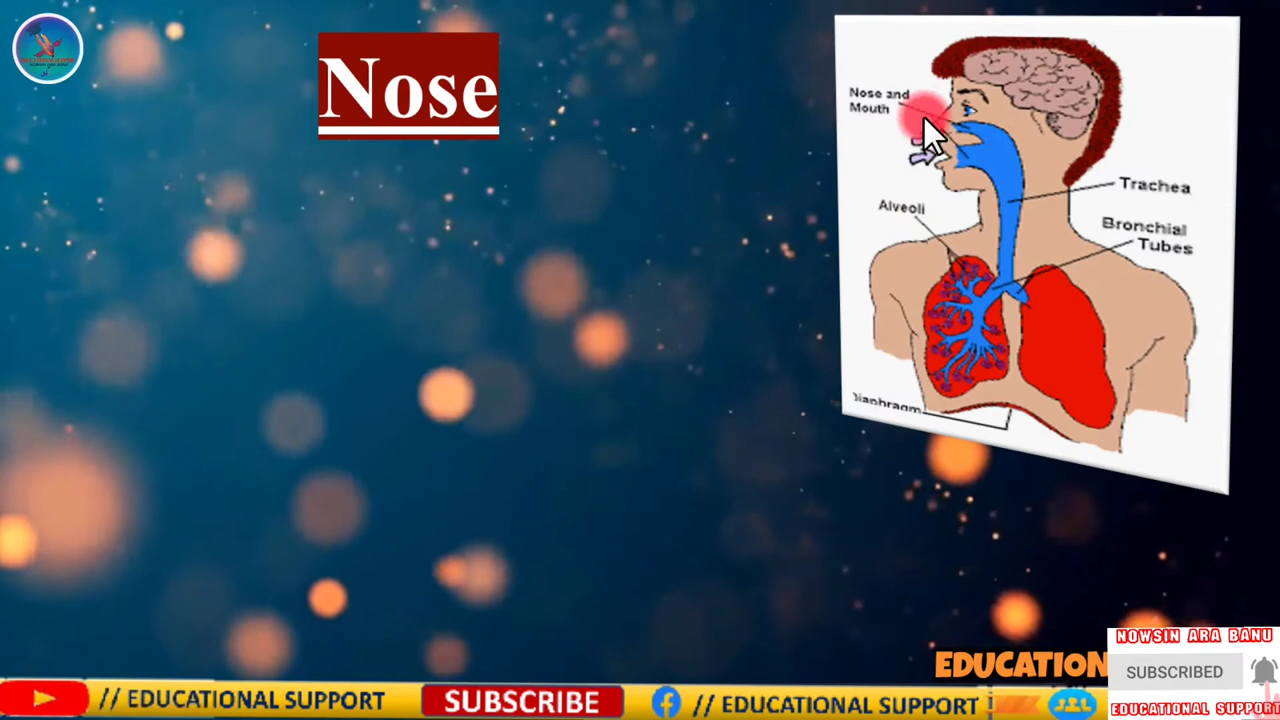 Nose
Nose and
Mouth
Trachea
Alveoli
Bronchial
Tubes
Diaphragm
EDUCATION
NOWSIN ARA BANU
SUBSCRIBED
EDUCATIONAL SUPPORT
// EDUCATIONAL SUPPORT
SUBSCRIBE
// EDUCATIONAL SUPPORT